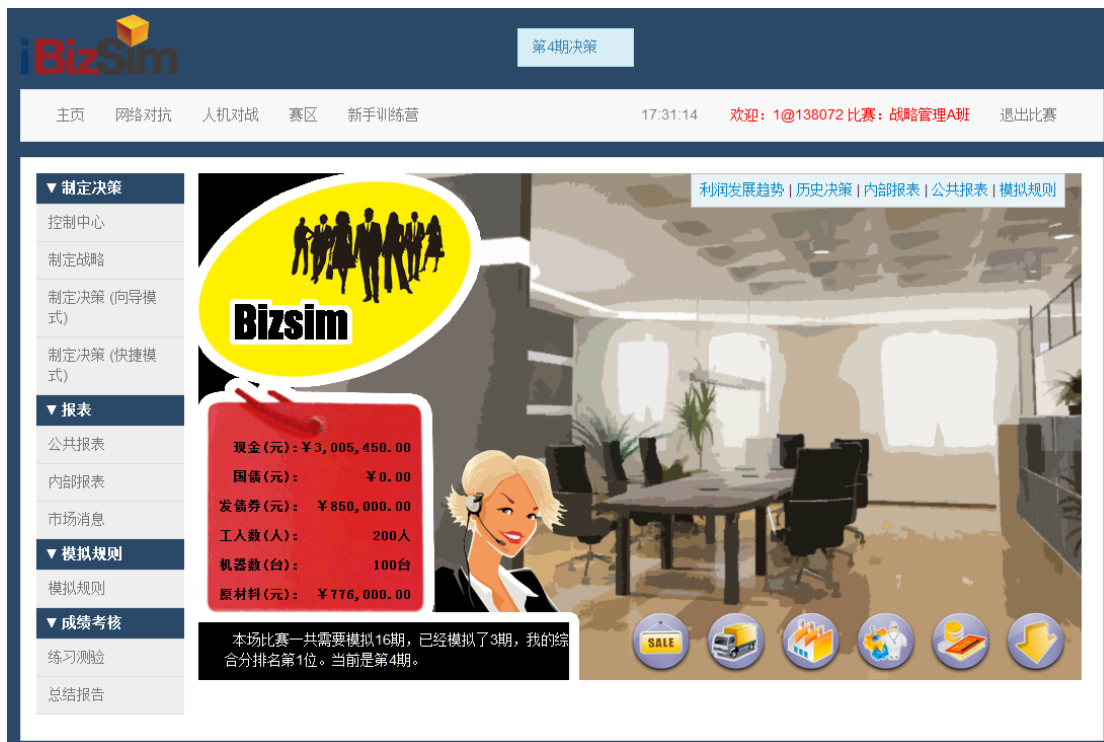 iBizSim
第4期决策
主页 网络对抗 人机对战 赛区 新手训练营 17:31:14 欢迎：1@138072 比赛：战略管理A班 退出比赛
▼ 制定决策
控制中心
制定战略
制定决策 (向导模
式)
制定决策 (快捷模
式)
▼ 报表
公共报表
内部报表
市场消息
▼ 模拟规则
模拟规则
▼ 成绩考核
练习测验
总结报告
利润发展趋势 | 历史决策 | 内部报表 | 公共报表 | 模拟规则
Bizsim
现金(元):￥3,005,450.00
国债(元): ￥0.00
发债券(元): ￥850,000.00
工人数(人): 200人
机器数(台): 100台
原材料(元): ￥776,000.00
本场比赛一共需要模拟16期，已经模拟了3期，我的综
合分排名第1位。当前是第4期。
SALE